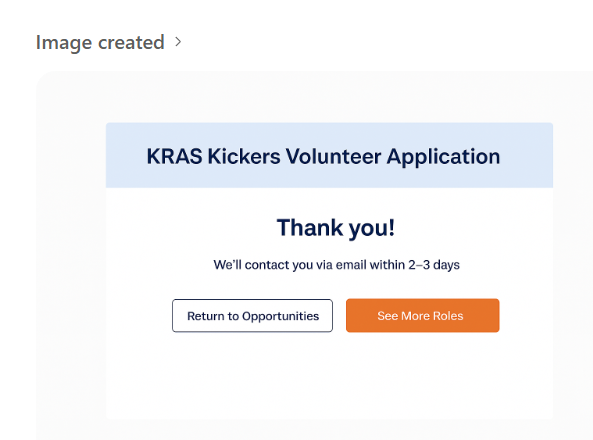 Image created
KRAS Kickers Volunteer Application
Thank you!
We'll contact you via email within 2–3 days
Return to Opportunities
See More Roles